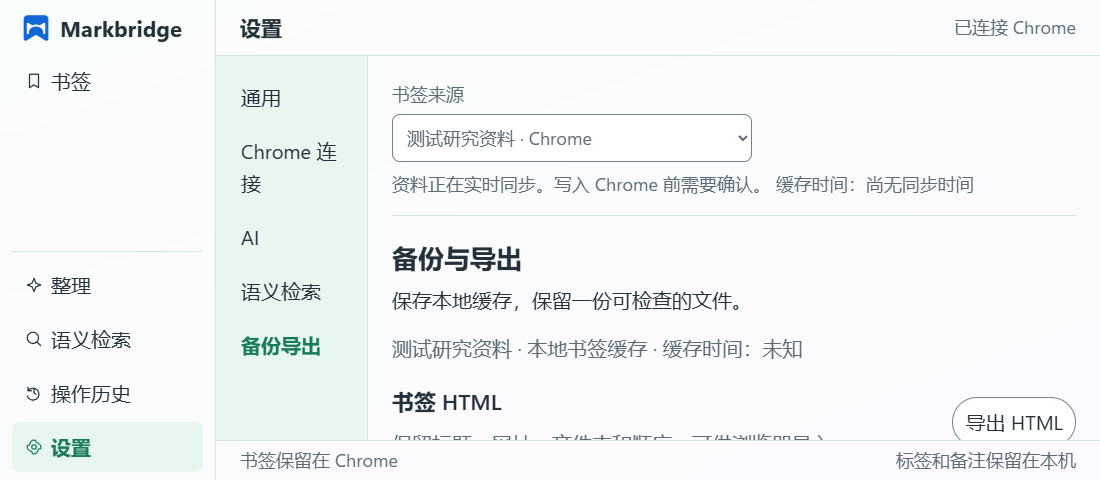 Markbridge
书签
整理
语义检索
操作历史
设置
设置
已连接 Chrome
通用
Chrome 连
接
AI
语义检索
备份导出
书签来源
测试研究资料 · Chrome
资料正在实时同步。写入 Chrome 前需要确认。 缓存时间：尚无同步时间
备份与导出
保存本地缓存，保留一份可检查的文件。
测试研究资料 · 本地书签缓存 · 缓存时间：未知
书签 HTML
导出 HTML
书签保留在 Chrome
标签和备注保留在本机